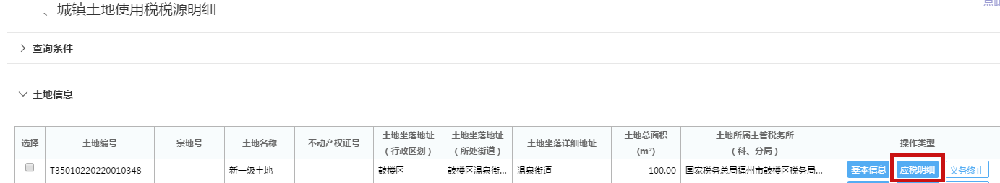 点此
一、城镇土地使用税税源明细
查询条件
土地信息
选择 土地编号 宗地号 土地名称 不动产权证号 土地坐落地址（行政区划） 土地坐落地址（所处街道） 土地坐落详细地址 土地总面积（m²） 土地所属主管税务所（科、分局） 操作类型
T35010220220010348 新一级土地 鼓楼区 鼓楼区温泉街... 温泉街道 100.00 国家税务总局福州市鼓楼区税务局... 基本信息 应税明细 义务终止